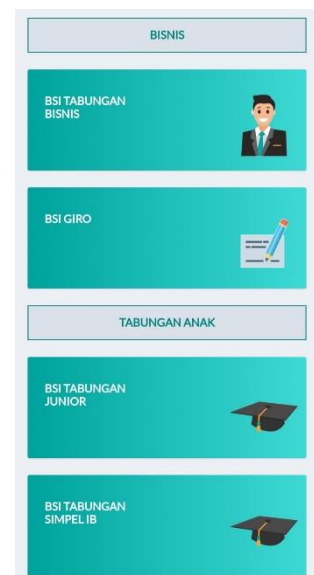 BISNIS
BSI TABUNGAN
BISNIS
BSI GIRO
TABUNGAN ANAK
BSI TABUNGAN
JUNIOR
BSI TABUNGAN
SIMPEL IB